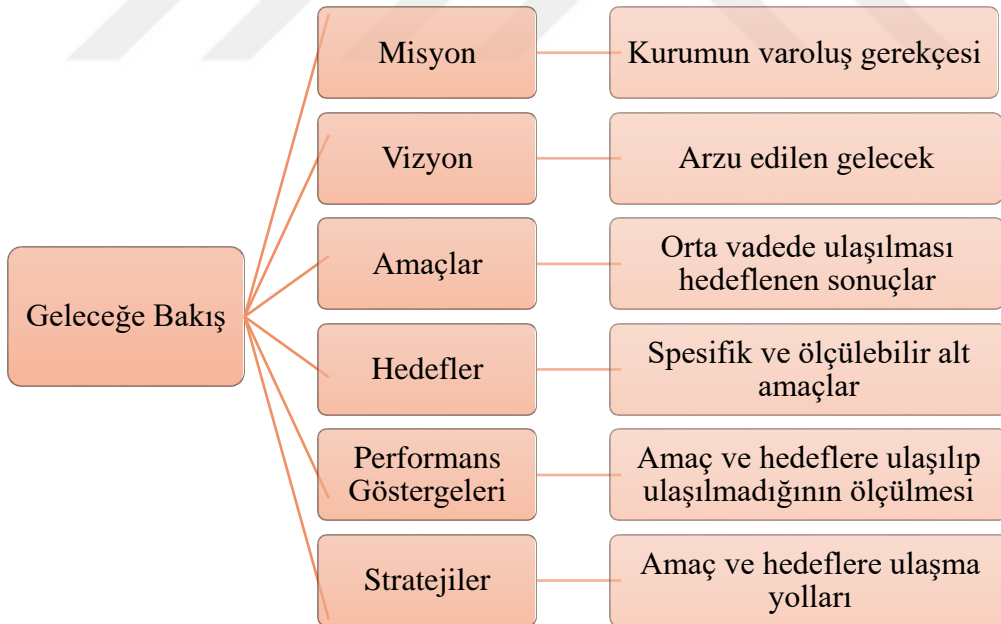 Geleceğe Bakış
Misyon
Kurumun varoluş gerekçesi
Vizyon
Arzu edilen gelecek
Amaçlar
Orta vadede ulaşılması
hedeflenen sonuçlar
Hedefler
Spesifik ve ölçülebilir alt
amaçlar
Performans
Göstergeleri
Amaç ve hedeflere ulaşılıp
ulaşılmadığının ölçülmesi
Stratejiler
Amaç ve hedeflere ulaşma
yolları